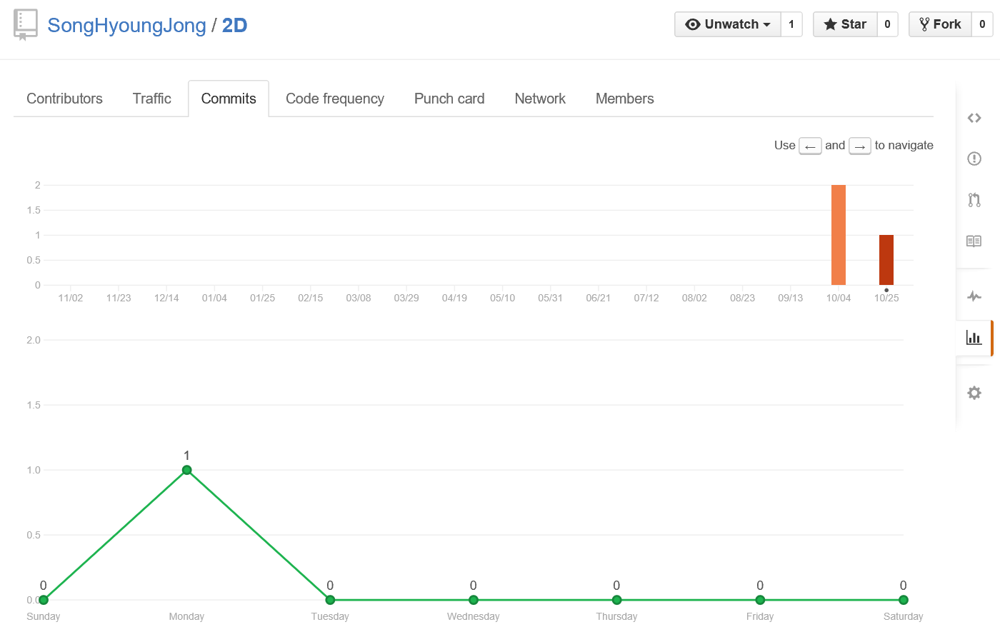 SongHyoungJong / 2D
Unwatch 1 Star 0 Fork 0
Contributors Traffic Commits Code frequency Punch card Network Members
Use ← and → to navigate
2
1.5
1
0.5
0
11/02 11/23 12/14 01/04 01/25 02/15 03/08 03/29 04/19 05/10 05/31 06/21 07/12 08/02 08/23 09/13 10/04 10/25
2.0
1.5
1
1.0
0.5
0 0 0 0 0 0
0.0
Sunday Monday Tuesday Wednesday Thursday Friday Saturday